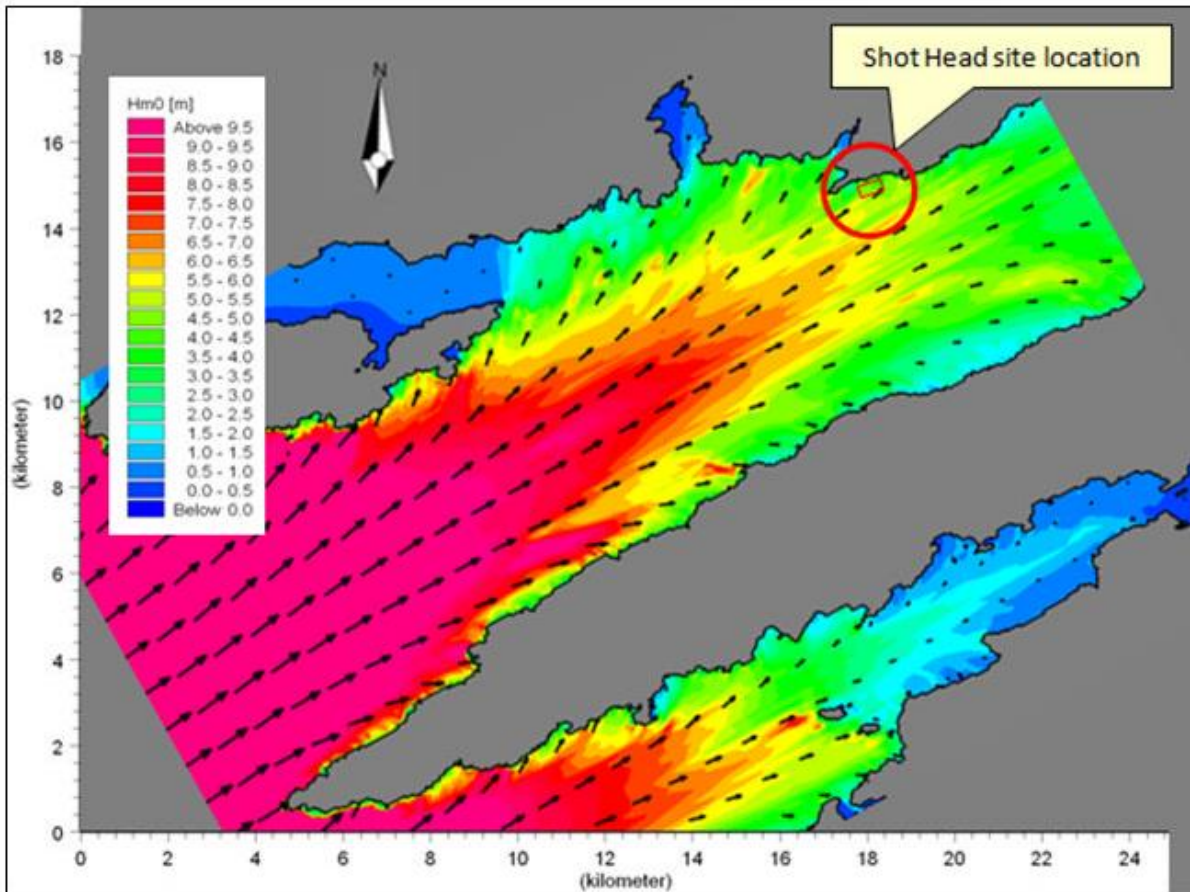 Shot Head site location
N
Hm0 [m]
Above 9.5
9.0 - 9.5
8.5 - 9.0
8.0 - 8.5
7.5 - 8.0
7.0 - 7.5
6.5 - 7.0
6.0 - 6.5
5.5 - 6.0
5.0 - 5.5
4.5 - 5.0
4.0 - 4.5
3.5 - 4.0
3.0 - 3.5
2.5 - 3.0
2.0 - 2.5
1.5 - 2.0
1.0 - 1.5
0.5 - 1.0
0.0 - 0.5
Below 0.0
18
16
14
12
10
8
6
4
2
0
(kilometer)
0 2 4 6 8 10 12 14 16 18 20 22 24
(kilometer)